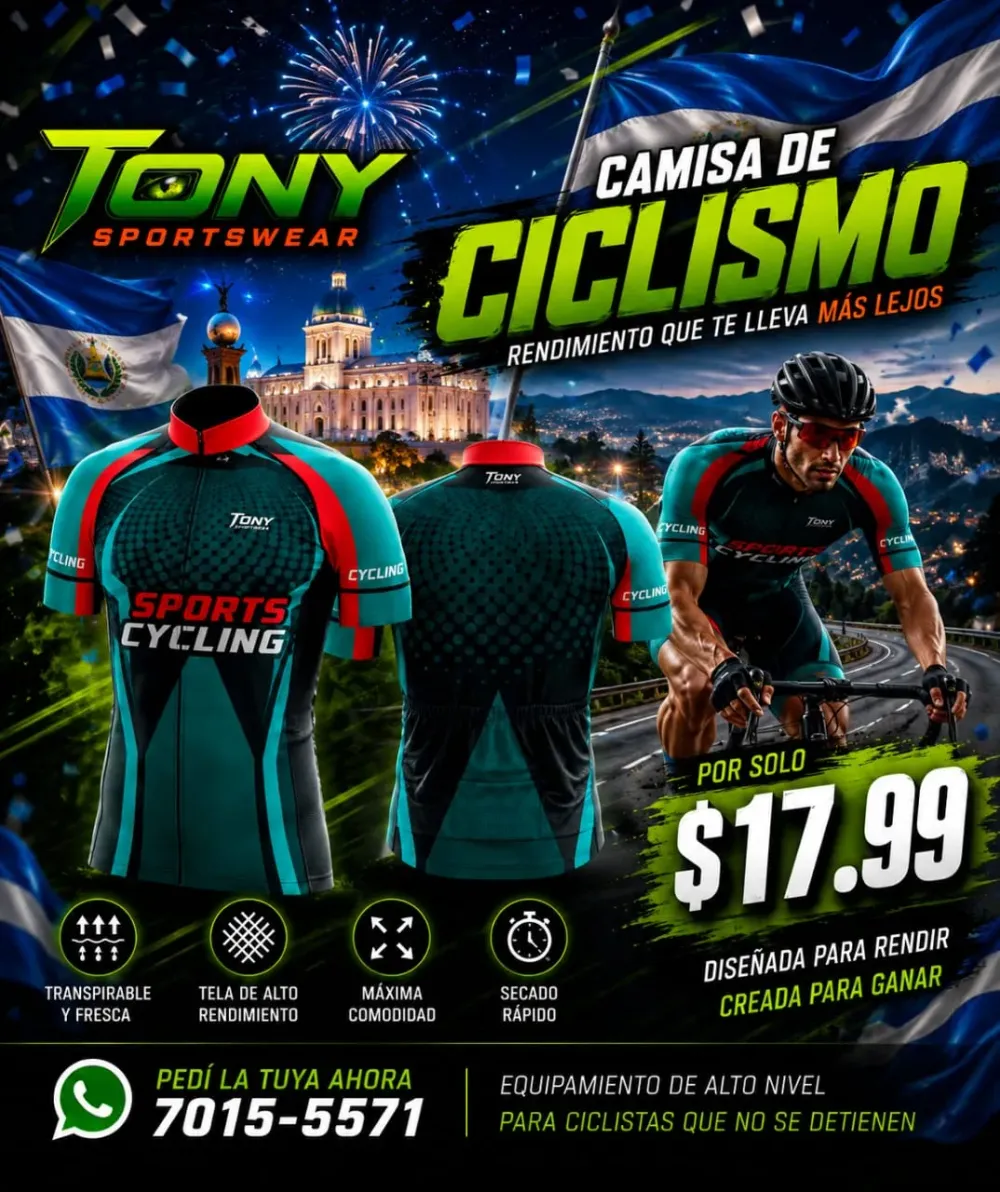 TONY
SPORTSWEAR
CAMISA DE
CICLISMO
RENDIMIENTO QUE TE LLEVA MÁS LEJOS
TONY
SPORTSWEAR
CYCLING
CYCLING
SPORTS
CYCLING
TONY
SPORTSWEAR
CYCLING
CYCLING
TONY
CYCLING
SPORTS
CYCLING
POR SOLO
$17.99
DISEÑADA PARA RENDIR
CREADA PARA GANAR
TRANSPIRABLE
Y FRESCA
TELA DE ALTO
RENDIMIENTO
MÁXIMA
COMODIDAD
SECADO
RÁPIDO
PEDÍ LA TUYA AHORA
7015-5571
EQUIPAMIENTO DE ALTO NIVEL
PARA CICLISTAS QUE NO SE DETIENEN